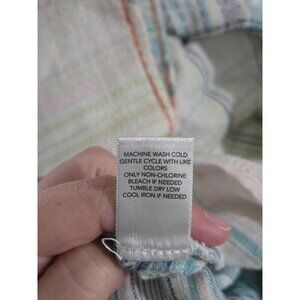 MACHINE WASH COLD
GENTLE CYCLE WITH LIKE
COLORS
ONLY NON-CHLORINE
BLEACH IF NEEDED
TUMBLE DRY LOW
COOL IRON IF NEEDED